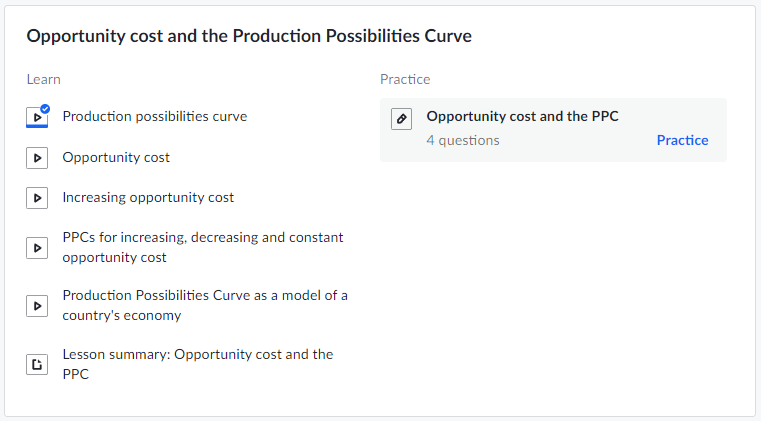 Opportunity cost and the Production Possibilities Curve
Learn
Production possibilities curve
Opportunity cost
Increasing opportunity cost
PPCs for increasing, decreasing and constant
opportunity cost
Production Possibilities Curve as a model of a
country's economy
Lesson summary: Opportunity cost and the
PPC
Practice
Opportunity cost and the PPC
4 questions
Practice